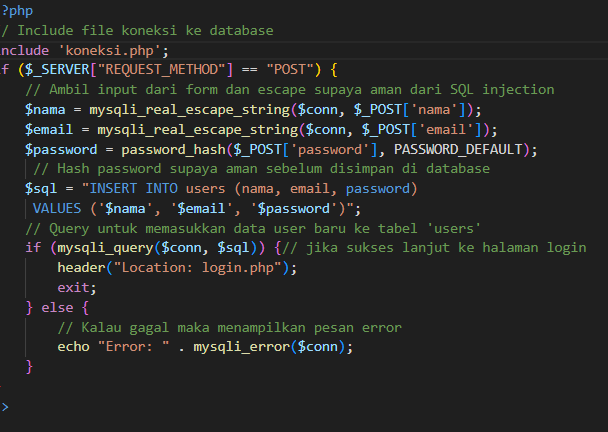 ?php
/ Include file koneksi ke database
nclude 'koneksi.php';
f ($_SERVER["REQUEST_METHOD"] == "POST") {
// Ambil input dari form dan escape supaya aman dari SQL injection
$nama = mysqli_real_escape_string($conn, $_POST['nama']);
$email = mysqli_real_escape_string($conn, $_POST['email']);
$password = password_hash($_POST['password'], PASSWORD_DEFAULT);
// Hash password supaya aman sebelum disimpan di database
$sql = "INSERT INTO users (nama, email, password)
VALUES ('$nama', '$email', '$password')";
// Query untuk memasukkan data user baru ke tabel 'users'
if (mysqli_query($conn, $sql)) {// jika sukses lanjut ke halaman login
header("Location: login.php");
exit;
} else {
// Kalau gagal maka menampilkan pesan error
echo "Error: " . mysqli_error($conn);
}
>